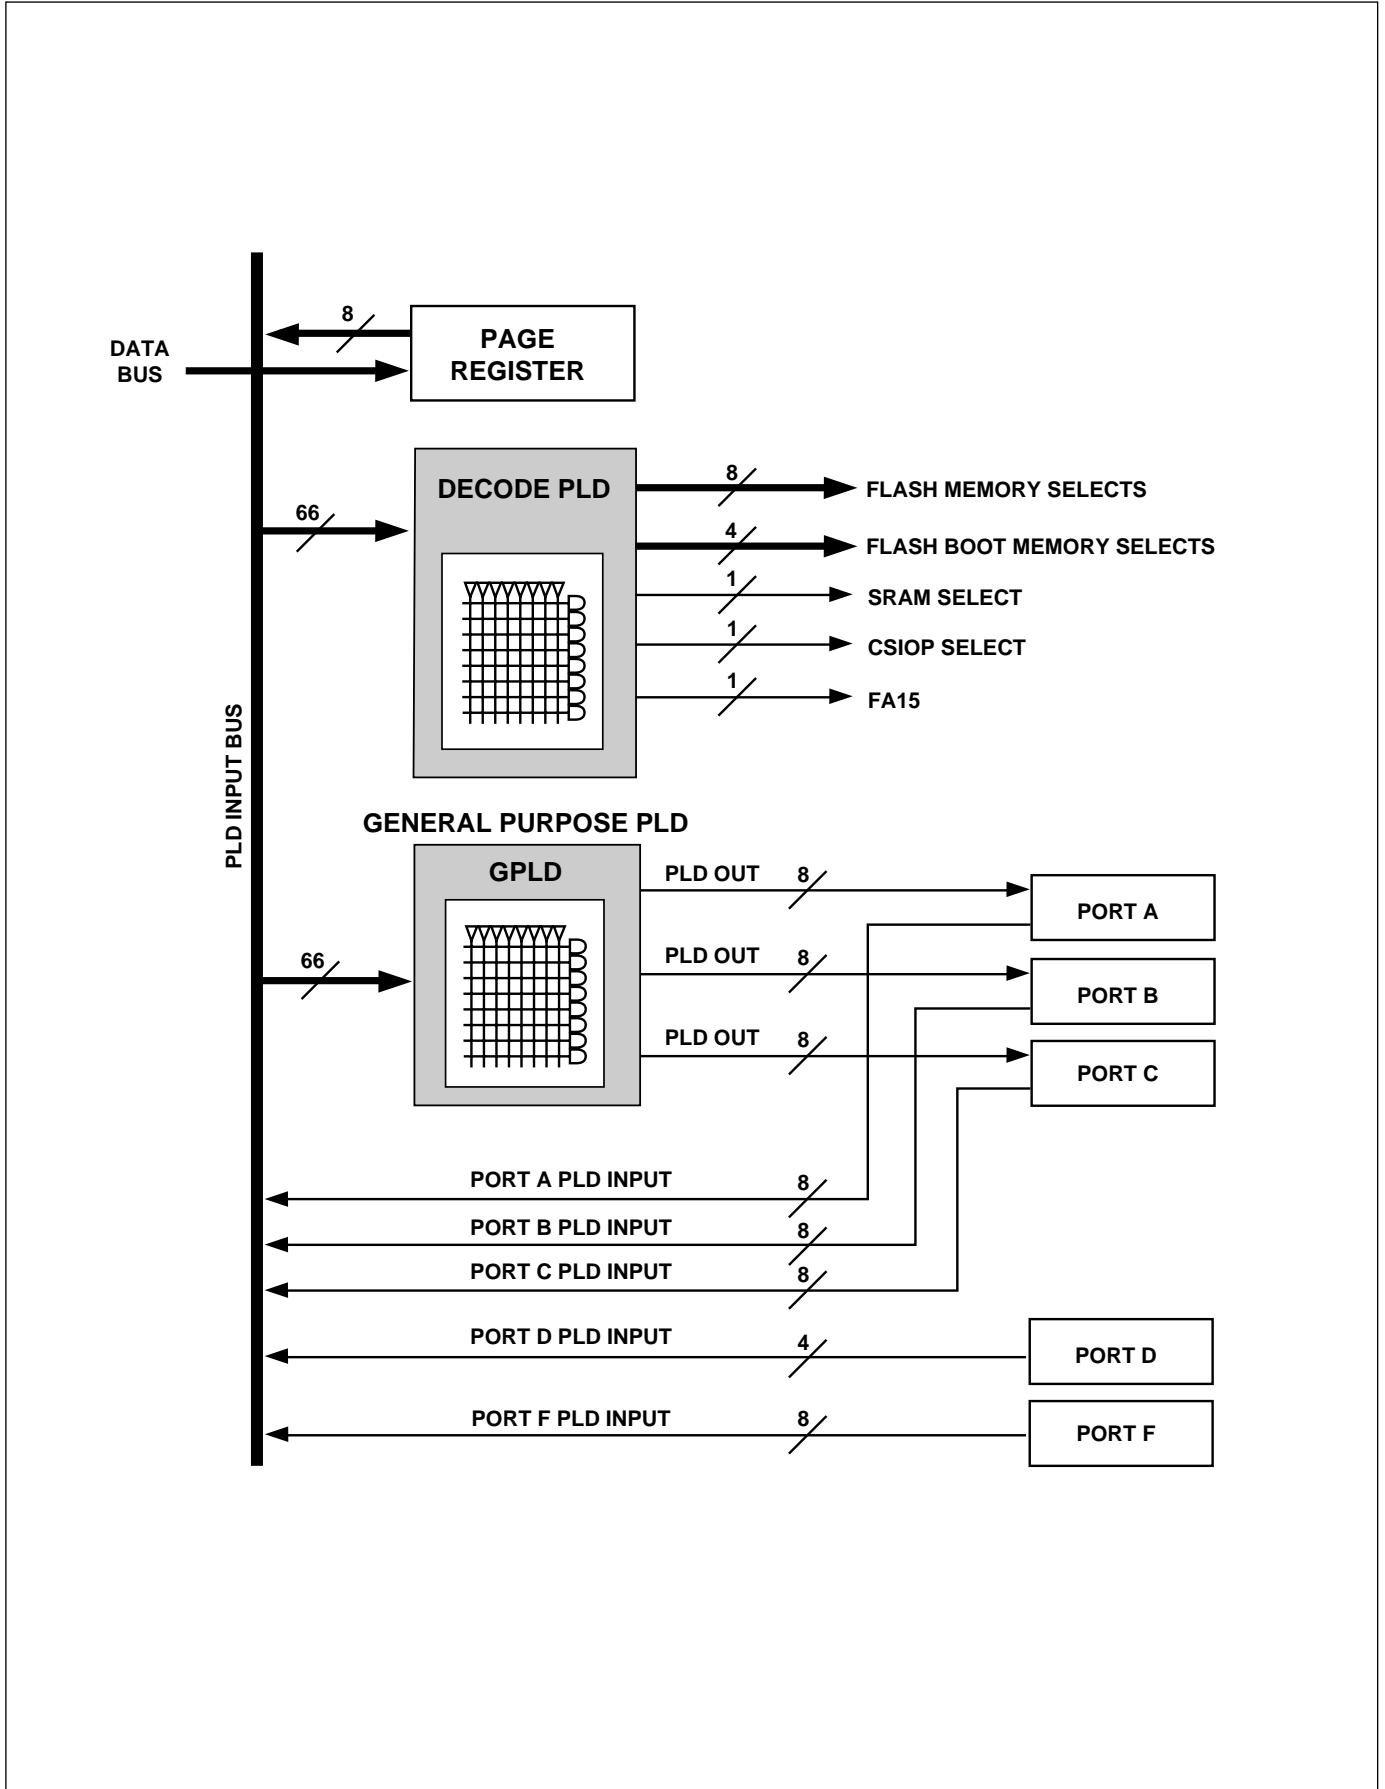 8
PAGE
REGISTER
DATA
BUS
DECODE PLD
8
FLASH MEMORY SELECTS
66
4
FLASH BOOT MEMORY SELECTS
1
SRAM SELECT
1
CSIOP SELECT
1
FA15
PLD INPUT BUS
GENERAL PURPOSE PLD
GPLD
PLD OUT
8
PORT A
66
PLD OUT
8
PORT B
PLD OUT
8
PORT C
PORT A PLD INPUT
8
PORT B PLD INPUT
8
PORT C PLD INPUT
8
PORT D PLD INPUT
4
PORT D
PORT F PLD INPUT
8
PORT F